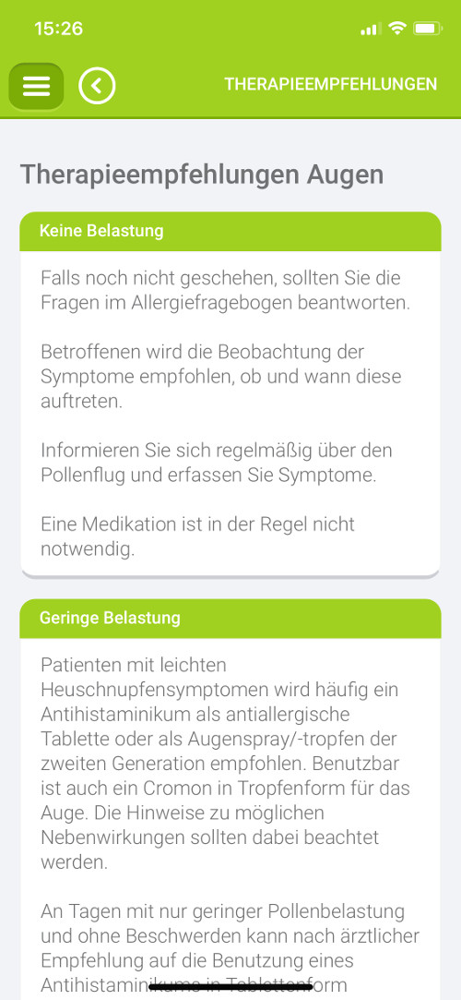 15:26
THERAPIEEMPFEHLUNGEN
Therapieempfehlungen Augen
Keine Belastung
Falls noch nicht geschehen, sollten Sie die
Fragen im Allergiefragebogen beantworten.
Betroffenen wird die Beobachtung der
Symptome empfohlen, ob und wann diese
auftreten.
Informieren Sie sich regelmäßig über den
Pollenflug und erfassen Sie Symptome.
Eine Medikation ist in der Regel nicht
notwendig.
Geringe Belastung
Patienten mit leichten
Heuschnupfensymptomen wird häufig ein
Antihistaminikum als antiallergische
Tablette oder als Augenspray/-tropfen der
zweiten Generation empfohlen. Benutzbar
ist auch ein Cromon in Tropfenform für das
Auge. Die Hinweise zu möglichen
Nebenwirkungen sollten dabei beachtet
werden.
An Tagen mit nur geringer Pollenbelastung
und ohne Beschwerden kann nach ärztlicher
Empfehlung auf die Benutzung eines
Antihistaminikums in Tablettenform